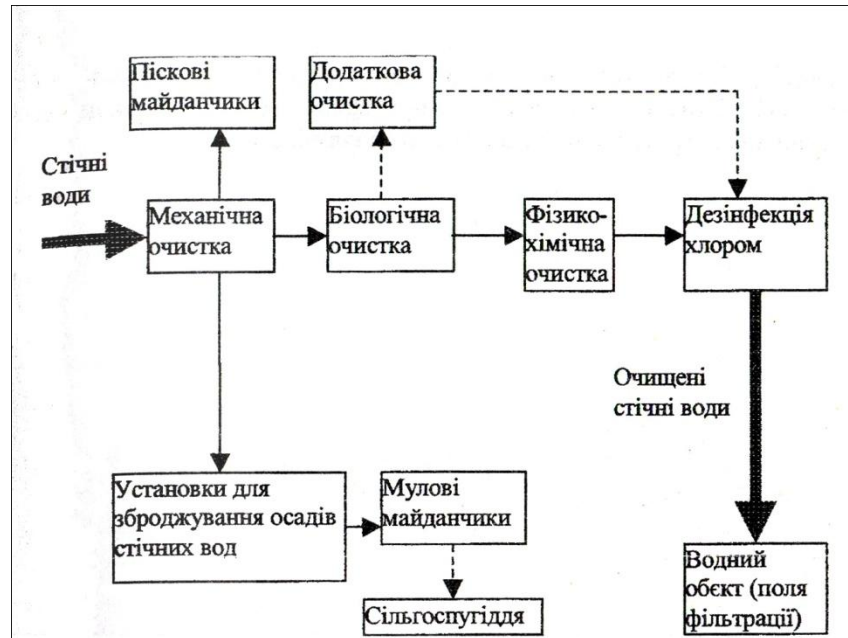 Піскові
майданчики
Додаткова
очистка
Стічні
води
Механічна
очистка
Біологічна
очистка
Фізико-
хімічна
очистка
Дезінфекція
хлором
Очищені
стічні води
Установки для
зброджування осадів
стічних вод
Мулові
майданчики
Водний
обєкт (поля
фільтрації)
Сільгоспугіддя